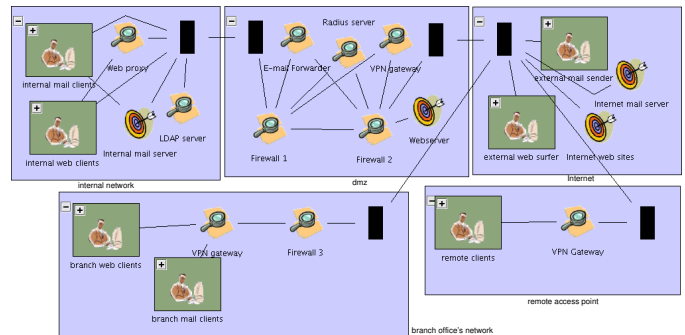 internal mail clients
Web proxy
internal web clients
Internal mail server
LDAP server
internal network
Radius server
E-mail Forwarder
VPN gateway
Firewall 1
Firewall 2
Webserver
dmz
external mail sender
Internet mail server
external web surfer
Internet web sites
Internet
branch web clients
VPN gateway
Firewall 3
branch mail clients
branch office's network
remote clients
VPN Gateway
remote access point